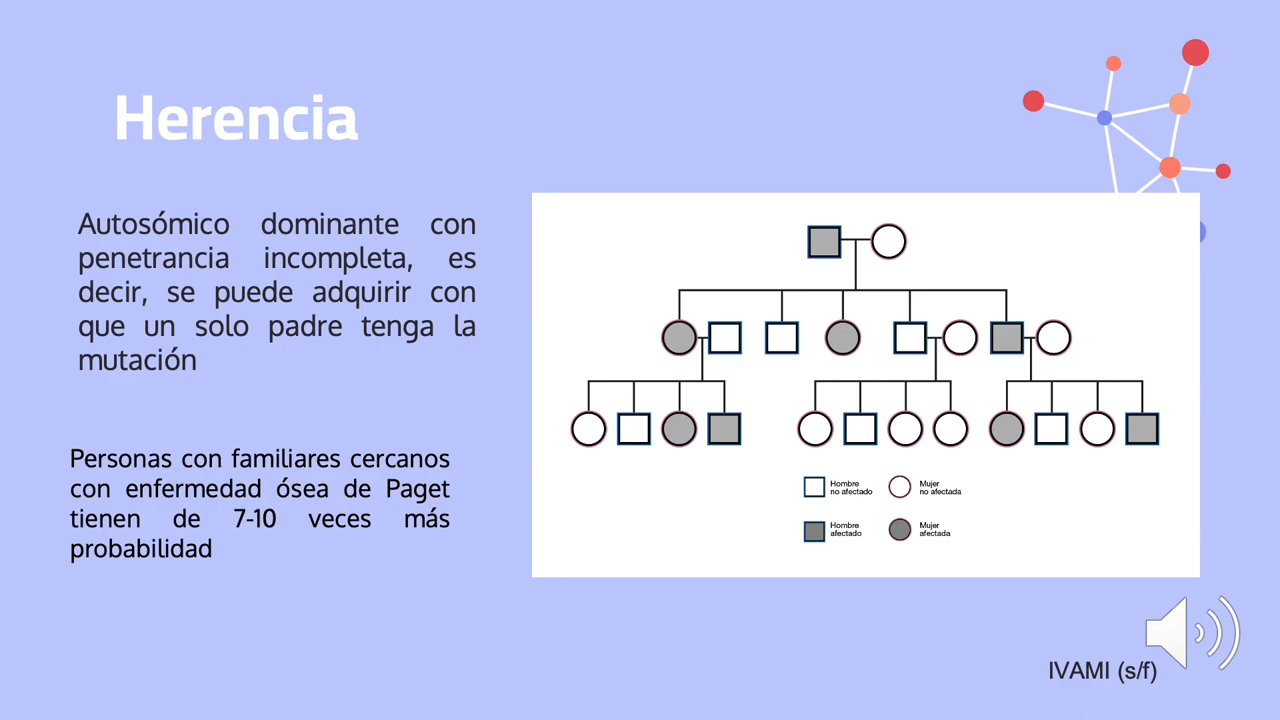 Herencia
Autosómico dominante con
penetrancia incompleta, es
decir, se puede adquirir con
que un solo padre tenga la
mutación
Personas con familiares cercanos
con enfermedad ósea de Paget
tienen de 7-10 veces más
probabilidad
Hombre
no afectado
Mujer
no afectada
Hombre
afectado
Mujer
afectada
IVAMI (s/f)